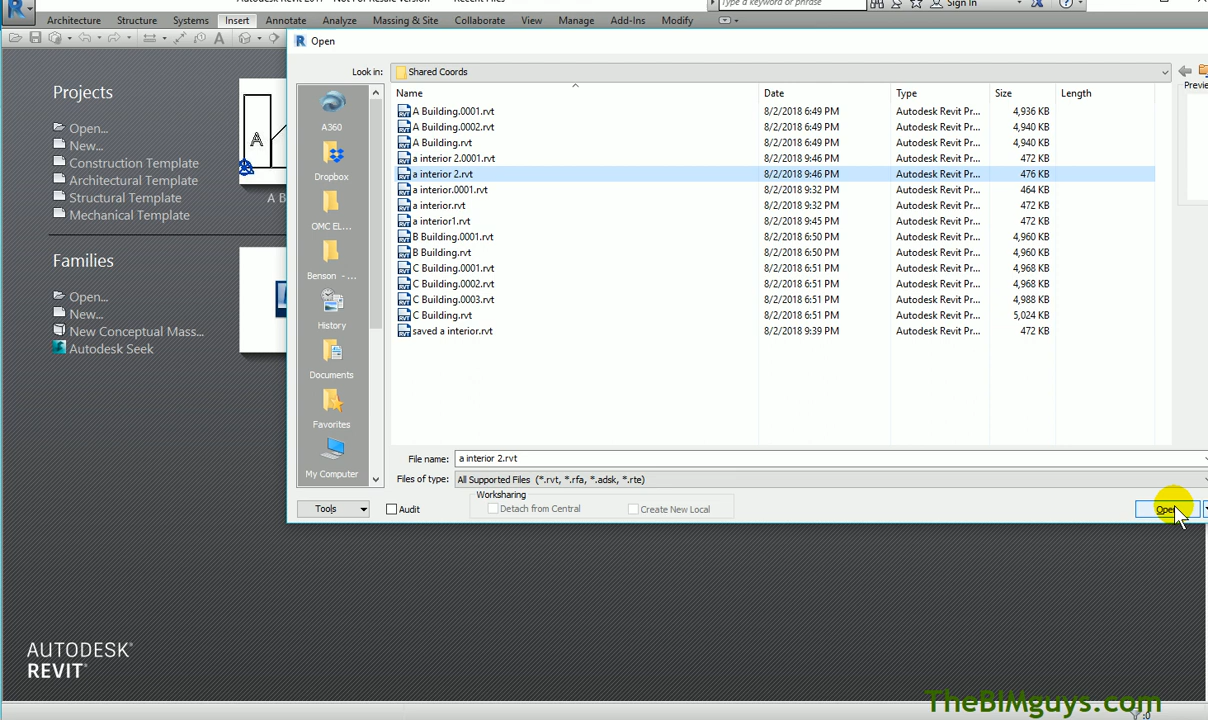 Type a keyword or phrase
Sign In
Architecture Structure Systems Insert Annotate Analyze Massing & Site Collaborate View Manage Add-Ins Modify
A
Open
Look in: Shared Coords
Previe
Projects
Open...
New...
Construction Template
Architectural Template
Structural Template
Mechanical Template
A
A B
Families
Open...
New...
New Conceptual Mass...
Autodesk Seek
A360
Dropbox
OMC EL...
Benson - ...
History
Documents
Favorites
My Computer
Name Date Type Size Length
A Building.0001.rvt 8/2/2018 6:49 PM Autodesk Revit Pr... 4,936 KB
A Building.0002.rvt 8/2/2018 6:49 PM Autodesk Revit Pr... 4,940 KB
A Building.rvt 8/2/2018 6:49 PM Autodesk Revit Pr... 4,940 KB
a interior 2.0001.rvt 8/2/2018 9:46 PM Autodesk Revit Pr... 472 KB
a interior 2.rvt 8/2/2018 9:46 PM Autodesk Revit Pr... 476 KB
a interior.0001.rvt 8/2/2018 9:32 PM Autodesk Revit Pr... 464 KB
a interior.rvt 8/2/2018 9:32 PM Autodesk Revit Pr... 472 KB
a interior1.rvt 8/2/2018 9:45 PM Autodesk Revit Pr... 472 KB
B Building.0001.rvt 8/2/2018 6:50 PM Autodesk Revit Pr... 4,960 KB
B Building.rvt 8/2/2018 6:50 PM Autodesk Revit Pr... 4,960 KB
C Building.0001.rvt 8/2/2018 6:51 PM Autodesk Revit Pr... 4,968 KB
C Building.0002.rvt 8/2/2018 6:51 PM Autodesk Revit Pr... 4,968 KB
C Building.0003.rvt 8/2/2018 6:51 PM Autodesk Revit Pr... 4,988 KB
C Building.rvt 8/2/2018 6:51 PM Autodesk Revit Pr... 5,024 KB
saved a interior.rvt 8/2/2018 9:39 PM Autodesk Revit Pr... 472 KB
File name: a interior 2.rvt
Files of type: All Supported Files (*.rvt, *.rfa, *.adsk, *.rte)
Worksharing
Tools Audit Detach from Central Create New Local Open
AUTODESK®
REVIT®
TheBIMguys.com
:0